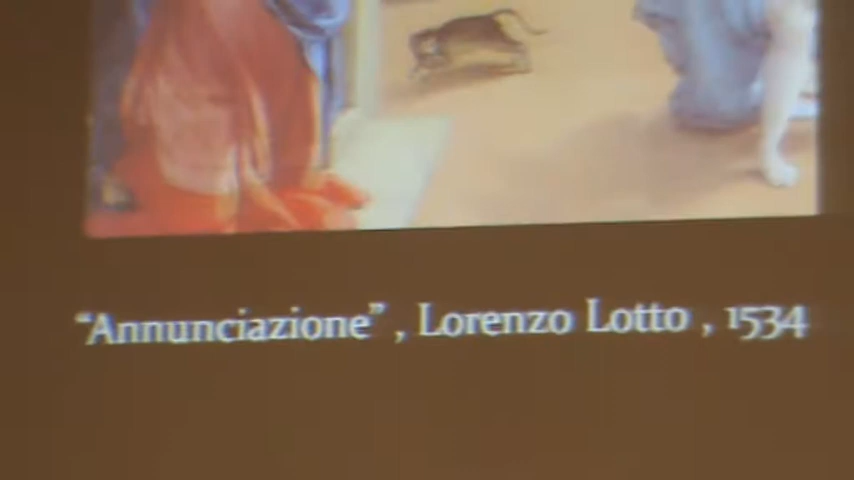 “Annunciazione” , Lorenzo Lotto , 1534